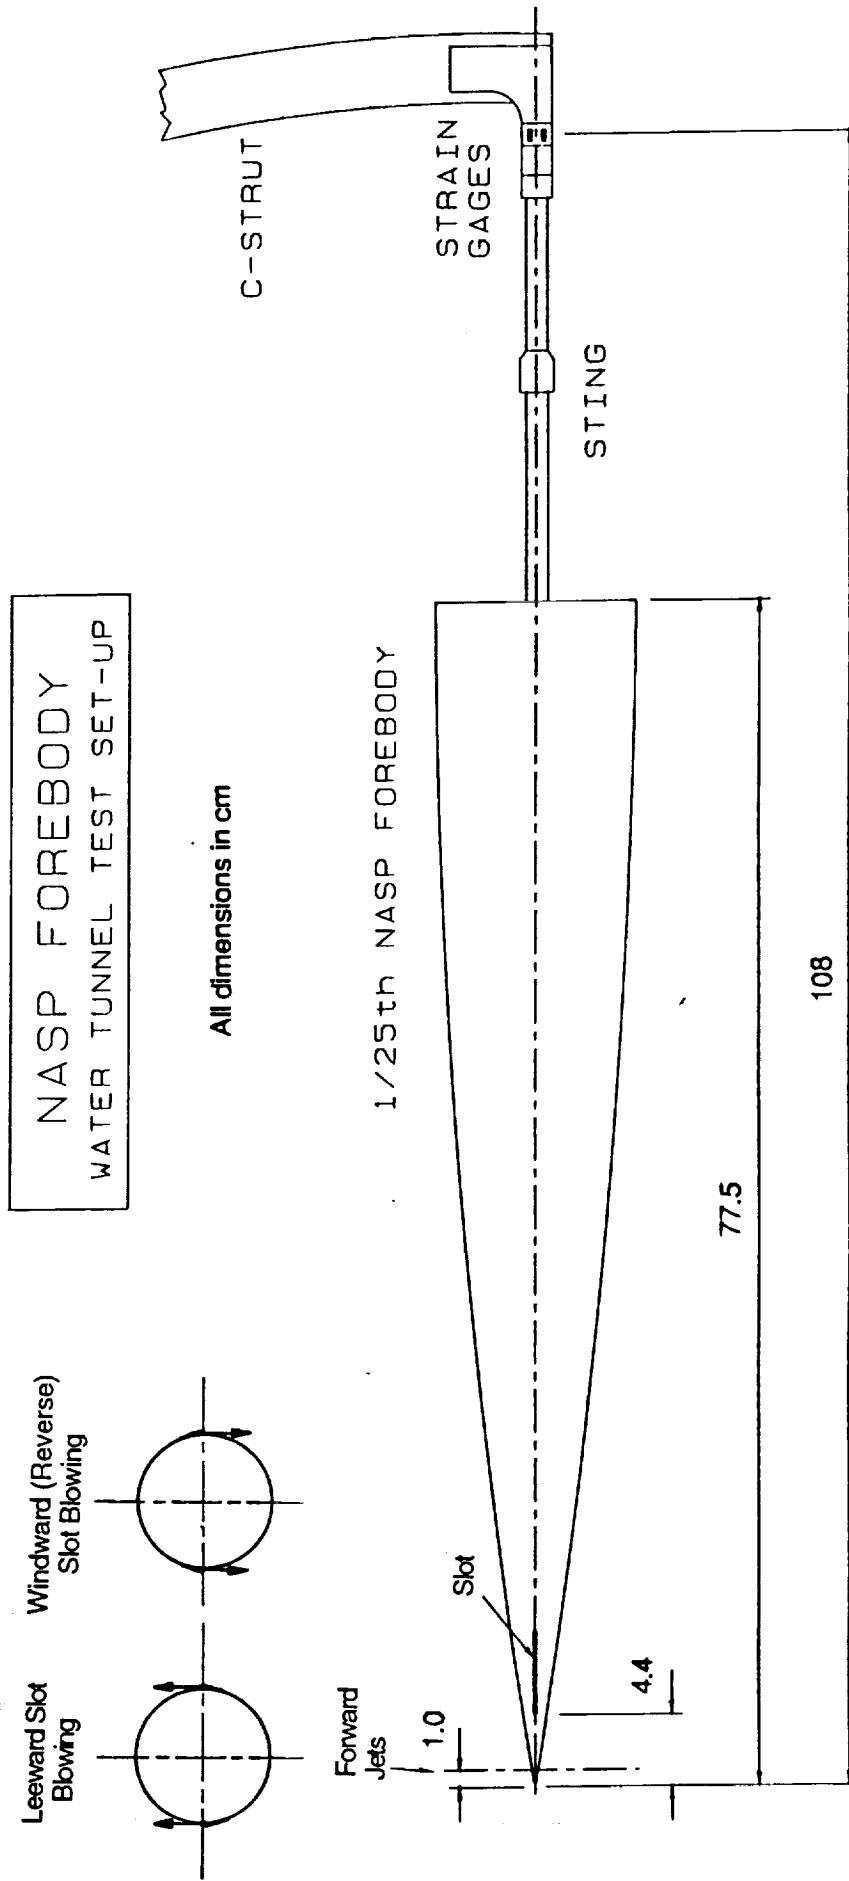 NASP FOREBODY
WATER TUNNEL TEST SET-UP
All dimensions in cm
C-STRUT
STRAIN
GAGES
STING
1/25th NASP FOREBODY
Leeward Slot
Blowing
Windward (Reverse)
Slot Blowing
Forward
Jets
1.0
Slot
4.4
77.5
108